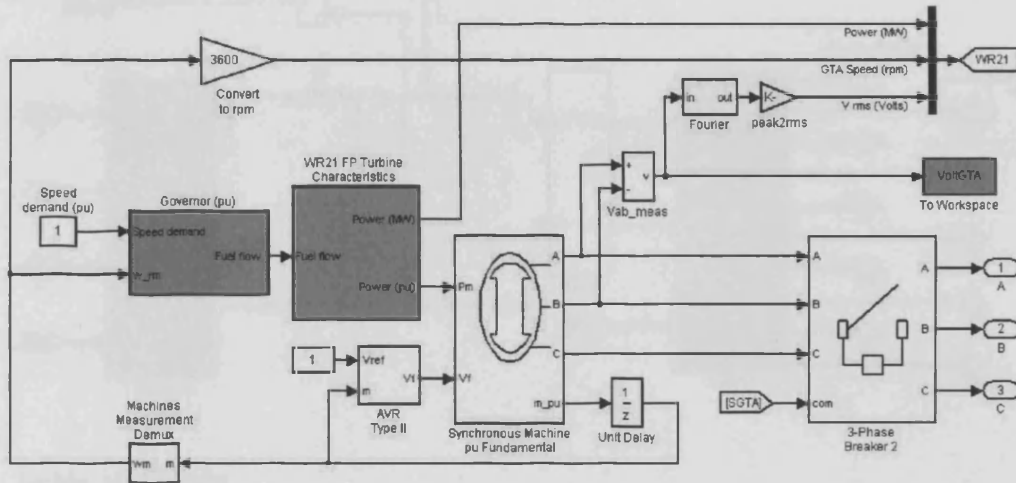 Power (MW)
3600
GTA Speed (rpm)
WR21
Convert
to rpm
in
out
K-
V rms (Volts)
Fourier
peak2rms
WR21 FP Turbine
Characteristics
+
-
v
VoltGTA
Speed
demand (pu)
Governor (pu)
Vab_meas
To Workspace
Power (MW)
1
Speed demand
Fuel flow
Fuel flow
A
A
A
1
A
Power (pu)
Pm
B
B
B
2
B
1
Vref
C
C
Vf
Vf
m
m_pu
1
z
[SGTA]
com
C
3
C
AVR
Type II
Machines
Measurement
Demux
Synchronous Machine
pu Fundamental
Unit Delay
3-Phase
Breaker 2
m